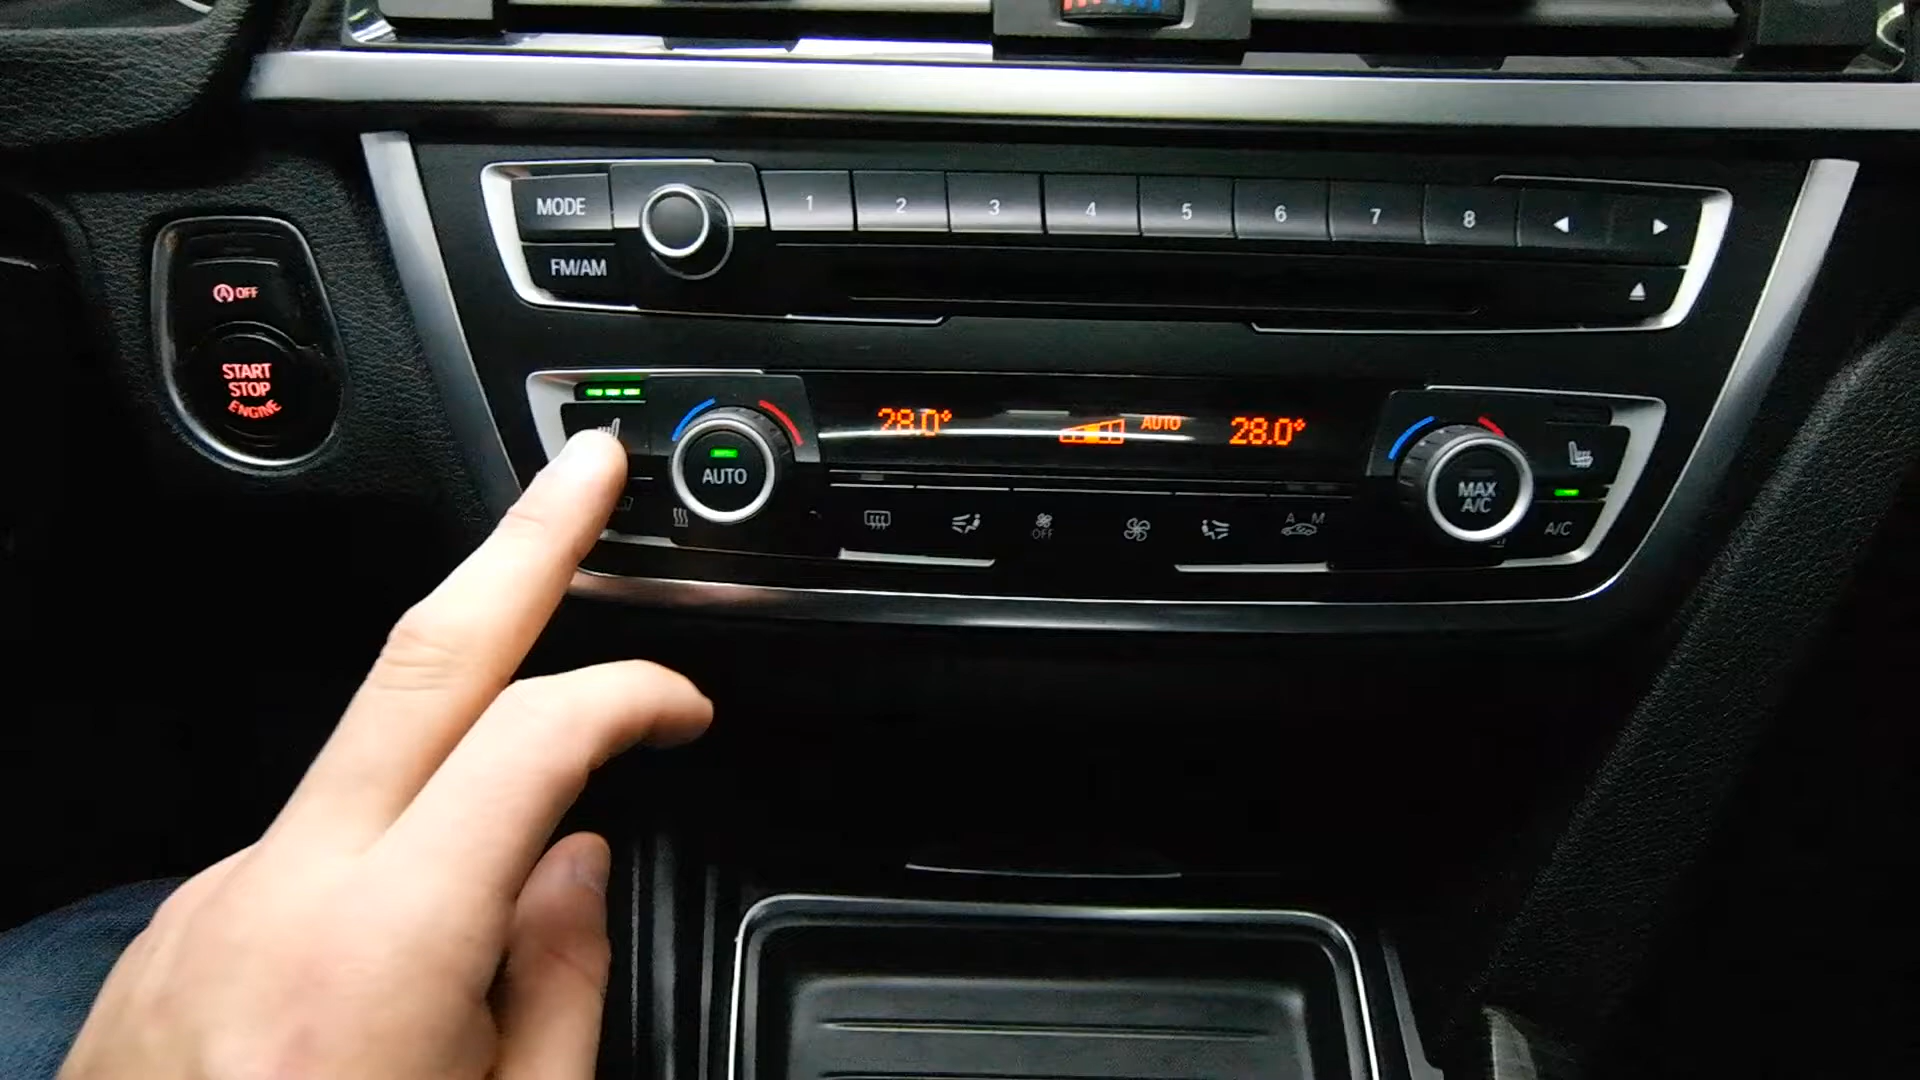 MODE
1
2
3
4
5
6
7
8
FM/AM
OFF
START
STOP
ENGINE
28.0°
AUTO
28.0°
AUTO
MAX
A/C
OFF
A M
A/C